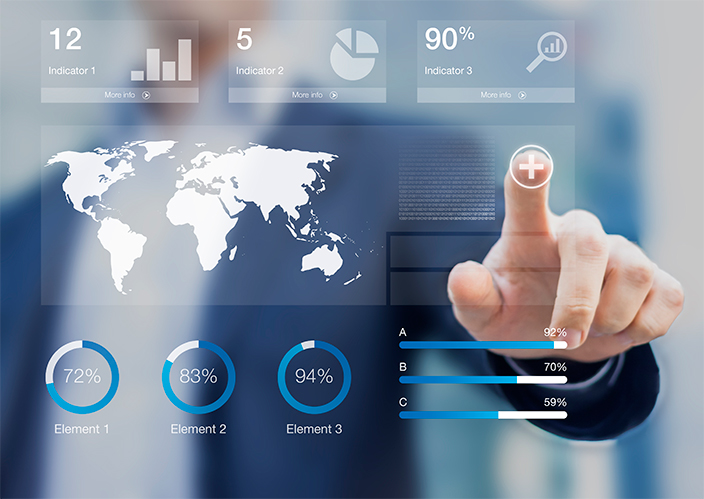 12
Indicator 1
More info
5
Indicator 2
More info
90%
Indicator 3
More info
72%
Element 1
83%
Element 2
94%
Element 3
A 92%
B 70%
C 59%